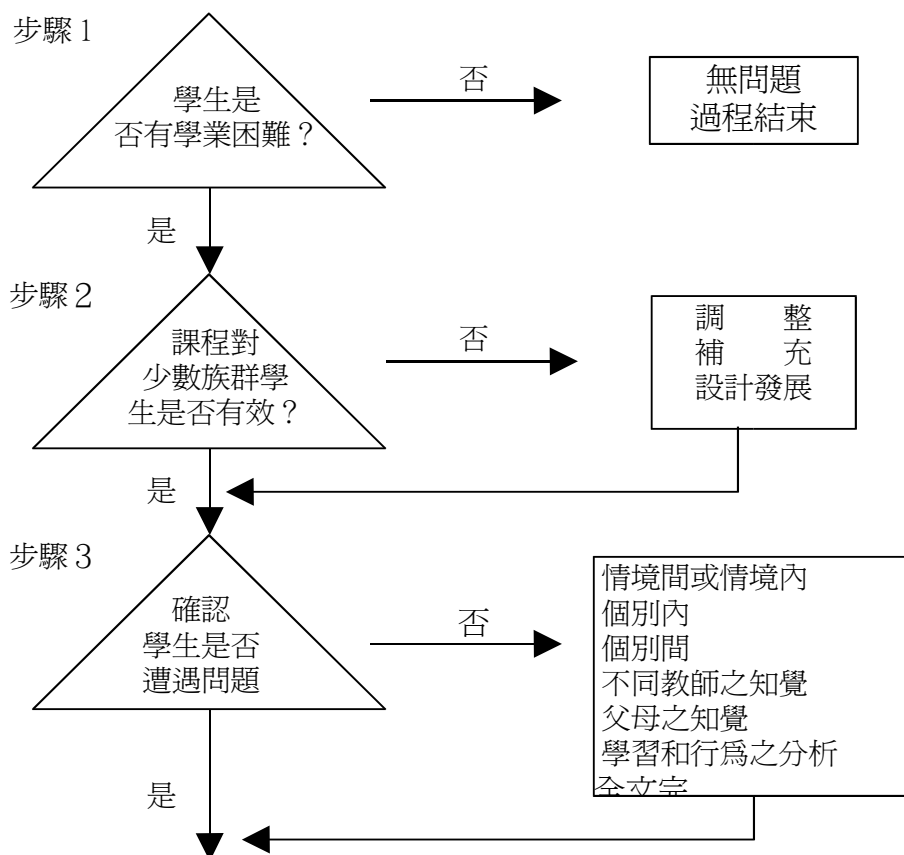 步驟1
學生是
否有學業困難？
否
無問題
過程結束
是
步驟2
課程對
少數族群學
生是否有效？
否
調 整
補 充
設計發展
是
步驟3
確認
學生是否
遭遇問題
否
情境間或情境內
個別內
個別間
不同教師之知覺
父母之知覺
學習和行為之分析
全文完
是